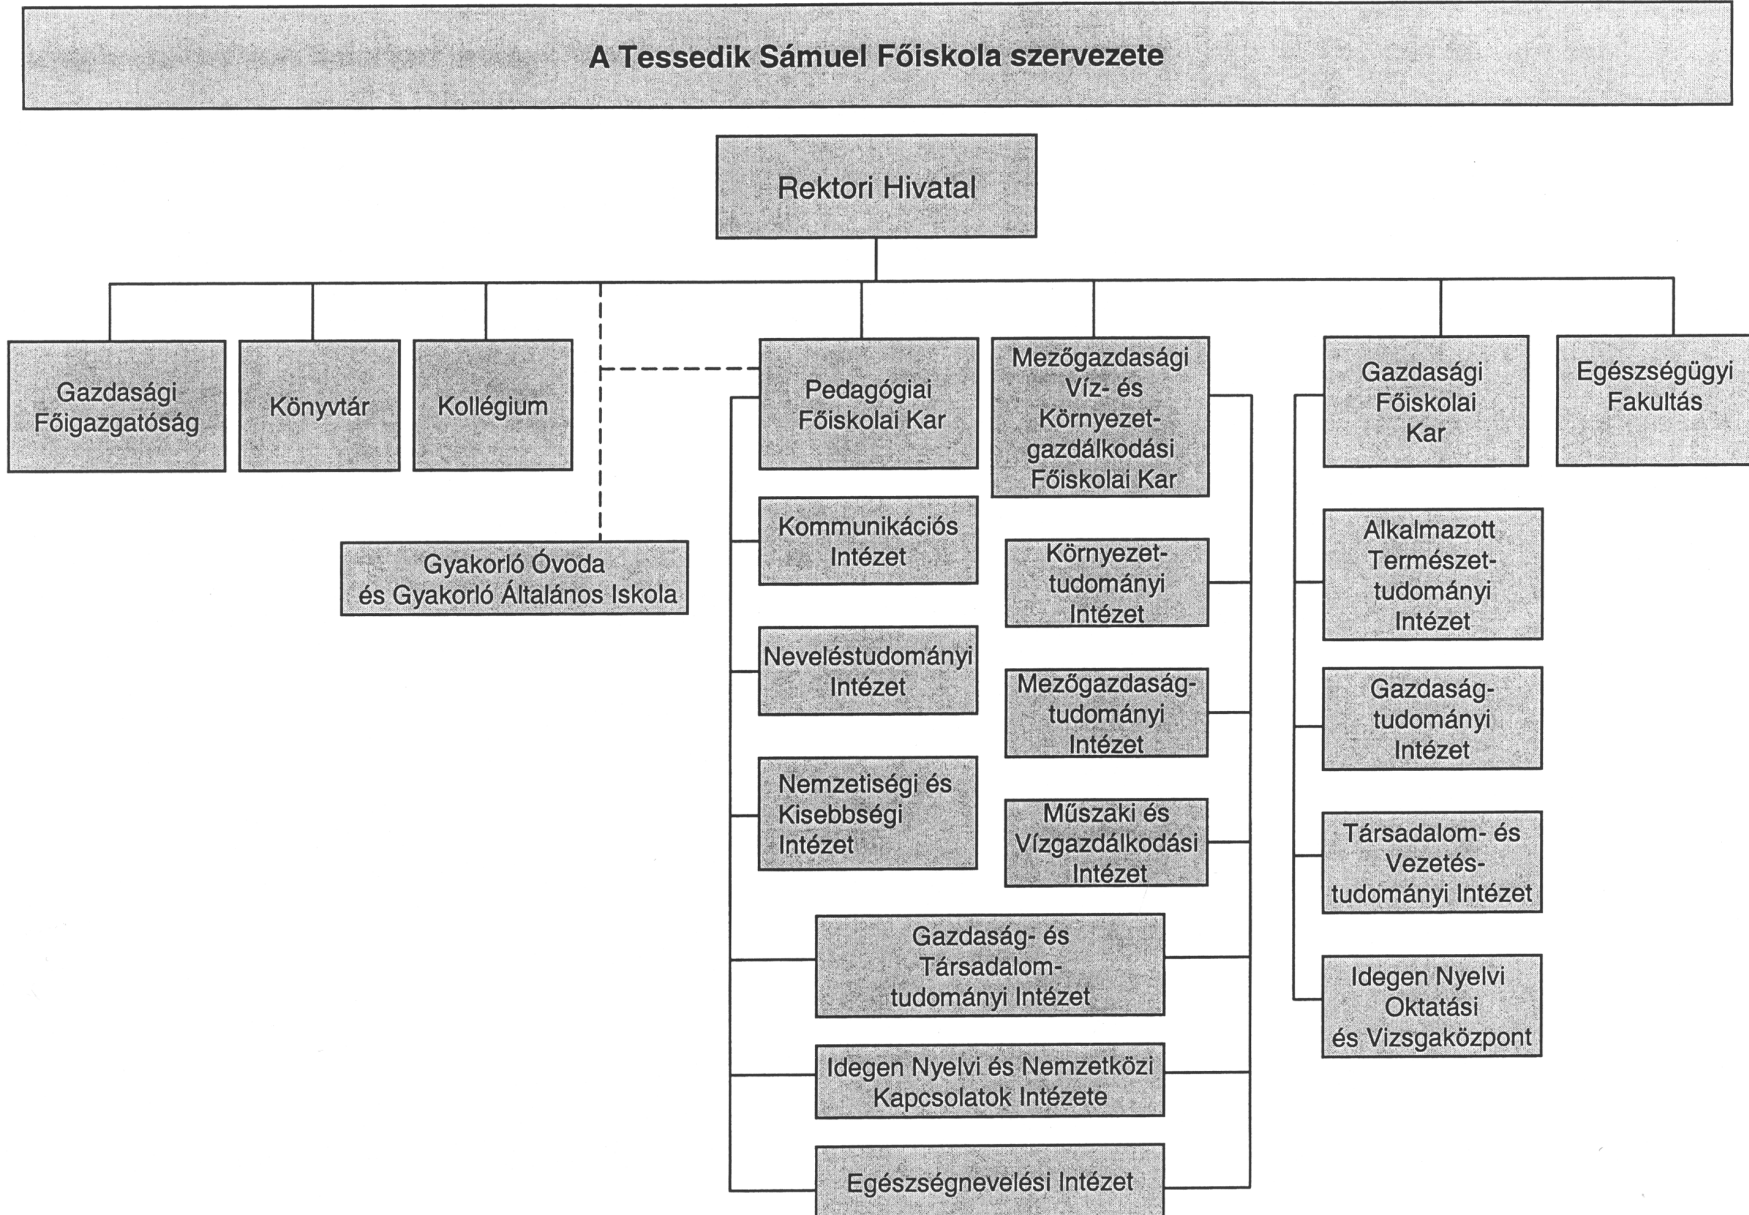 A Tessedik Sámuel Főiskola szervezete
Rektori Hivatal
Gazdasági
Főigazgatóság
Könyvtár
Kollégium
Gyakorló Óvoda
és Gyakorló Általános Iskola
Pedagógiai
Főiskolai Kar
Kommunikációs
Intézet
Neveléstudományi
Intézet
Nemzetiségi és
Kisebbségi
Intézet
Mezőgazdasági
Víz- és
Környezet-
gazdálkodási
Főiskolai Kar
Környezet-
tudományi
Intézet
Mezőgazdaság-
tudományi
Intézet
Műszaki és
Vízgazdálkodási
Intézet
Gazdaság- és
Társadalom-
tudományi Intézet
Idegen Nyelvi és Nemzetközi
Kapcsolatok Intézete
Egészségnevelési Intézet
Gazdasági
Főiskolai
Kar
Alkalmazott
Természet-
tudományi
Intézet
Gazdaság-
tudományi
Intézet
Társadalom- és
Vezetés-
tudományi Intézet
Idegen Nyelvi
Oktatási
és Vizsgaközpont
Egészségügyi
Fakultás